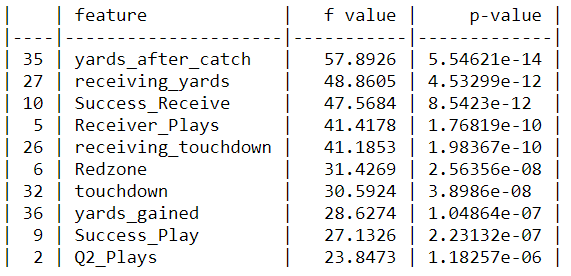 |    | feature             |   f value |     p-value |
|----|---------------------|-----------|-------------|
| 35 | yards_after_catch   |   57.8926 | 5.54621e-14 |
| 27 | receiving_yards     |   48.8605 | 4.53299e-12 |
| 10 | Success_Receive     |   47.5684 | 8.5423e-12  |
|  5 | Receiver_Plays      |   41.4178 | 1.76819e-10 |
| 26 | receiving_touchdown |   41.1853 | 1.98367e-10 |
|  6 | Redzone             |   31.4269 | 2.56356e-08 |
| 32 | touchdown           |   30.5924 | 3.8986e-08  |
| 36 | yards_gained        |   28.6274 | 1.04864e-07 |
|  9 | Success_Play        |   27.1326 | 2.23132e-07 |
|  2 | Q2_Plays            |   23.8473 | 1.18257e-06 |